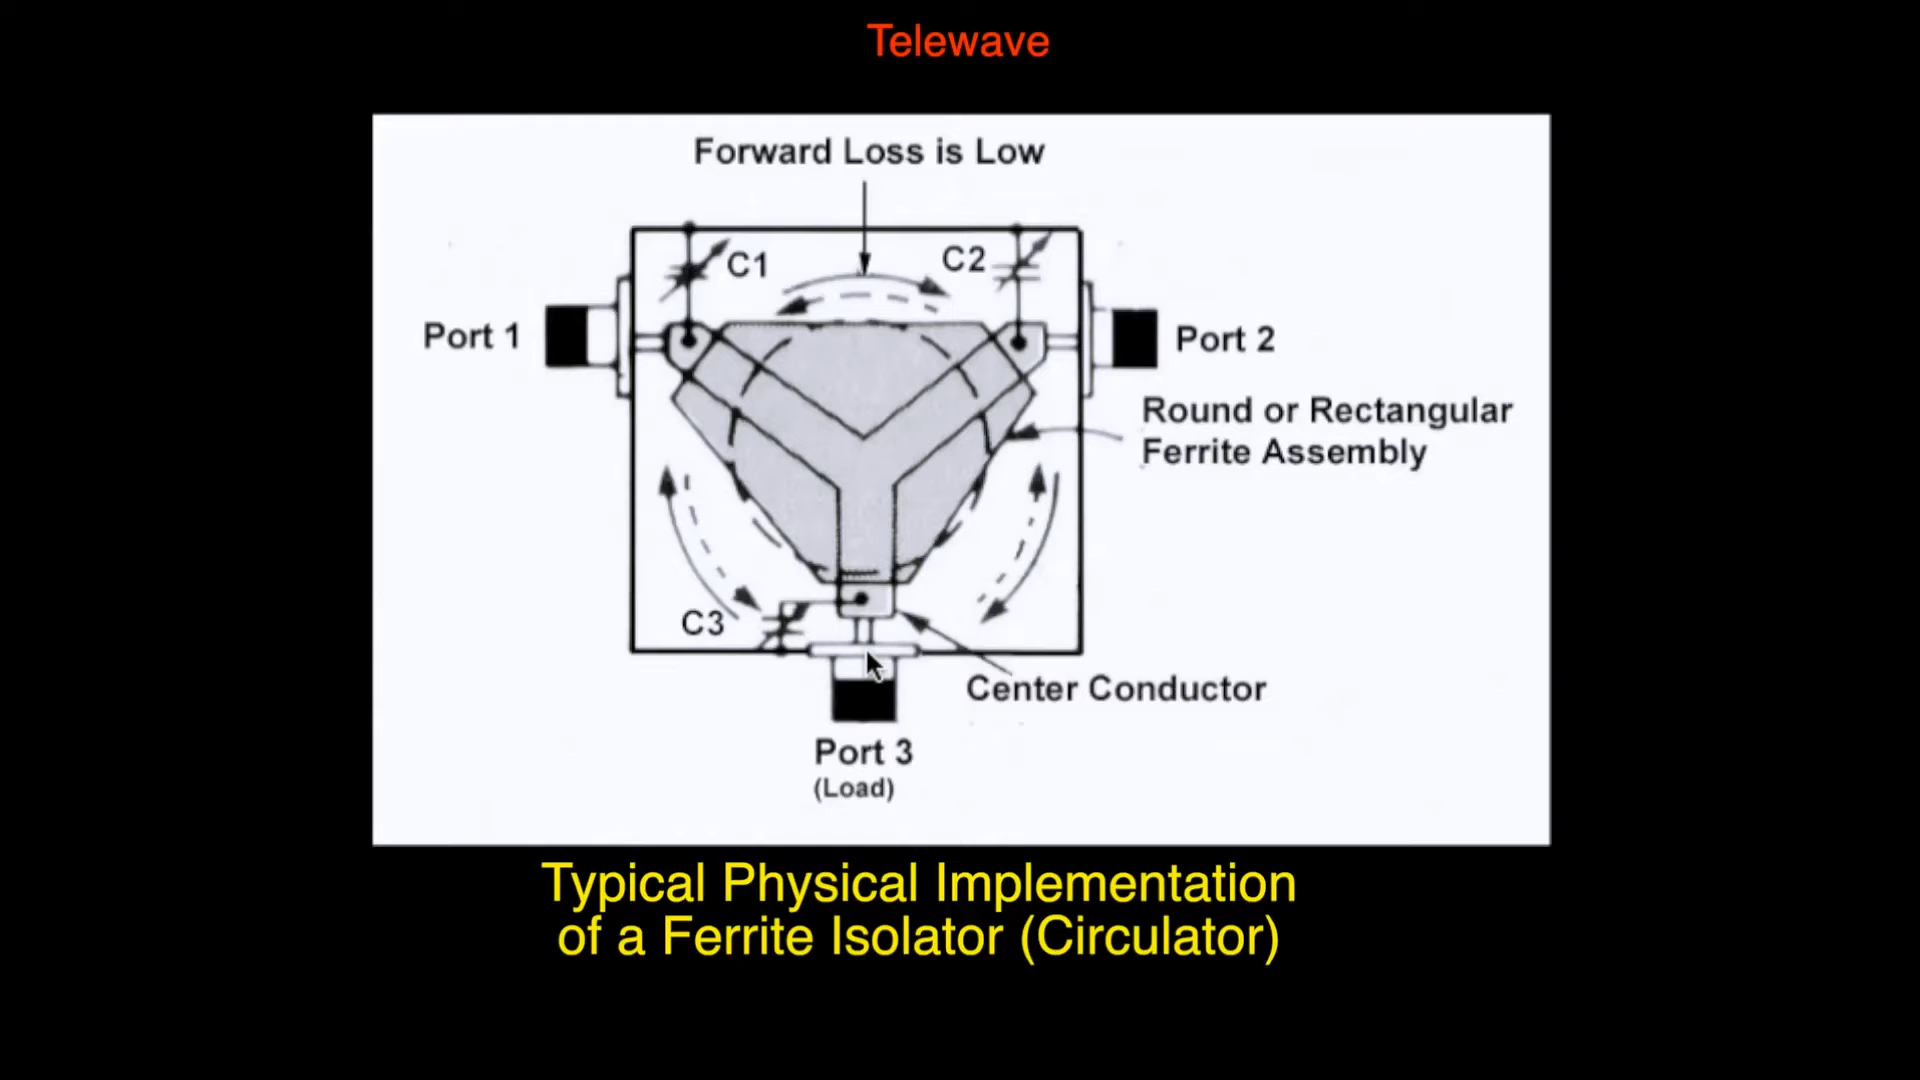 Telewave
Forward Loss is Low
C1
C2
Port 1
Port 2
Round or Rectangular
Ferrite Assembly
C3
Center Conductor
Port 3
(Load)
Typical Physical Implementation
of a Ferrite Isolator (Circulator)